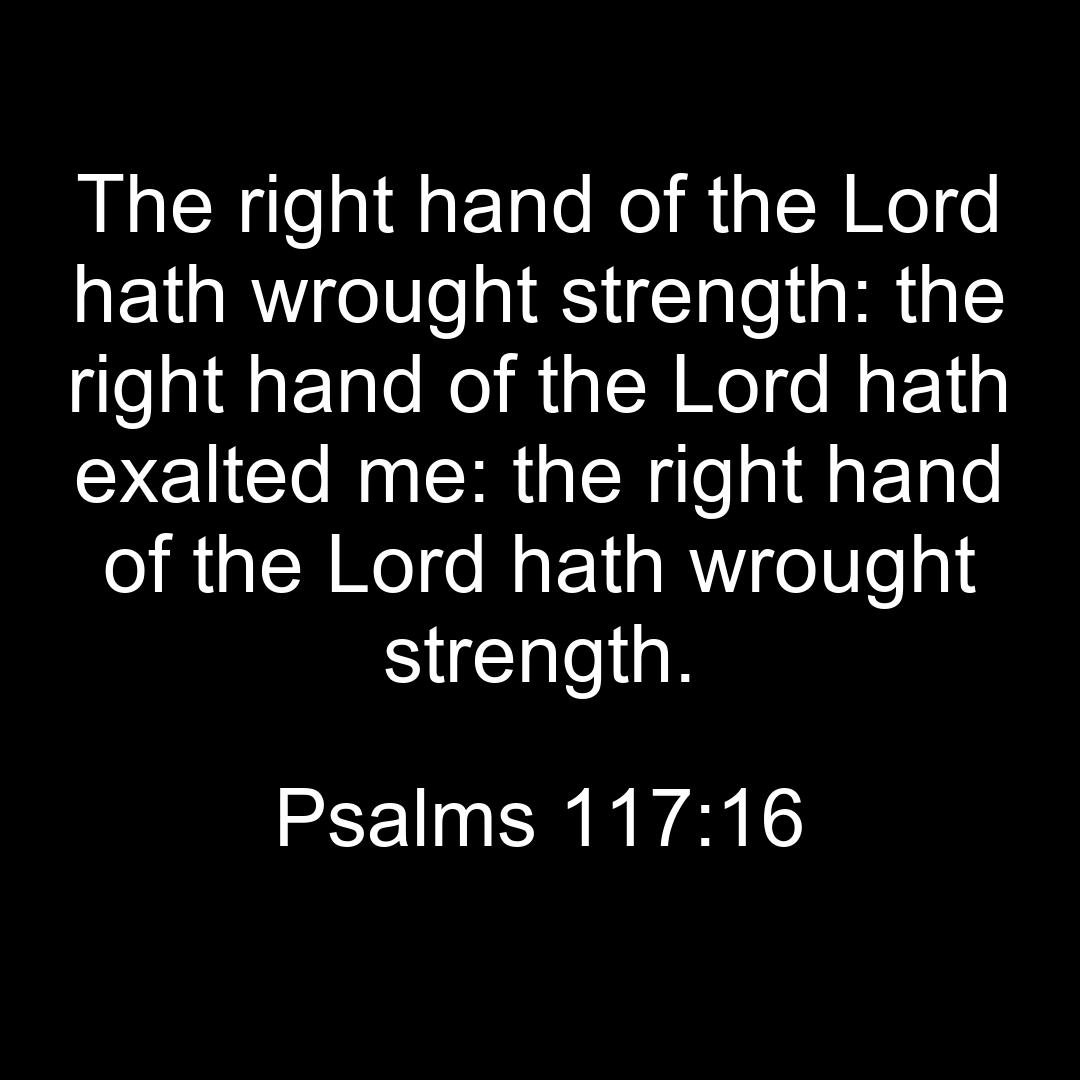 The right hand of the Lord
hath wrought strength: the
right hand of the Lord hath
exalted me: the right hand
of the Lord hath wrought
strength.
Psalms 117:16